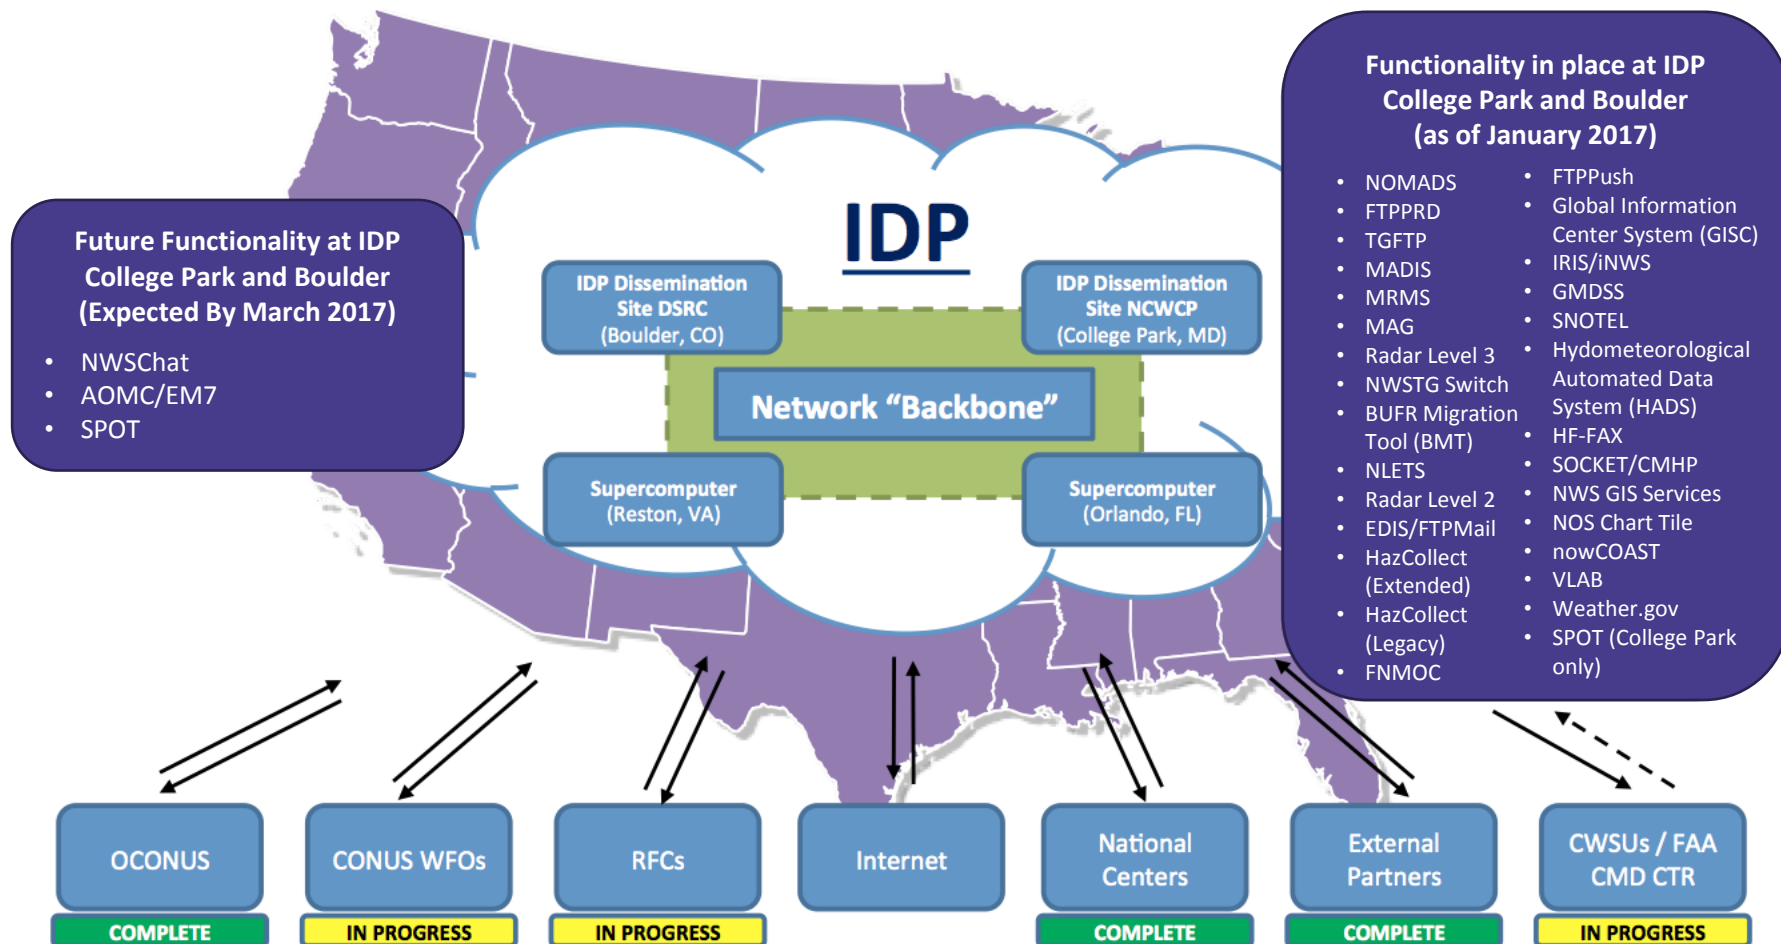 Functionality in place at IDP
College Park and Boulder
(as of January 2017)
• NOMADS
• FTPPRD
• TGFTP
• MADIS
• MRMS
• MAG
• Radar Level 3
• NWSTG Switch
• BUFR Migration
Tool (BMT)
• NLETS
• Radar Level 2
• EDIS/FTPMail
• HazCollect
(Extended)
• HazCollect
(Legacy)
• FNMOC
• FTPPush
• Global Information
Center System (GISC)
• IRIS/iNWS
• GMDSS
• SNOTEL
• Hydometeorological
Automated Data
System (HADS)
• HF-FAX
• SOCKET/CMHP
• NWS GIS Services
• NOS Chart Tile
• nowCOAST
• VLAB
• Weather.gov
• SPOT (College Park
only)
Future Functionality at IDP
College Park and Boulder
(Expected By March 2017)
• NWSChat
• AOMC/EM7
• SPOT
IDP
IDP Dissemination
Site DSRC
(Boulder, CO)
IDP Dissemination
Site NCWCP
(College Park, MD)
Network “Backbone”
Supercomputer
(Reston, VA)
Supercomputer
(Orlando, FL)
OCONUS
COMPLETE
CONUS WFOs
IN PROGRESS
RFCs
IN PROGRESS
Internet
National
Centers
COMPLETE
External
Partners
COMPLETE
CWSUs / FAA
CMD CTR
IN PROGRESS